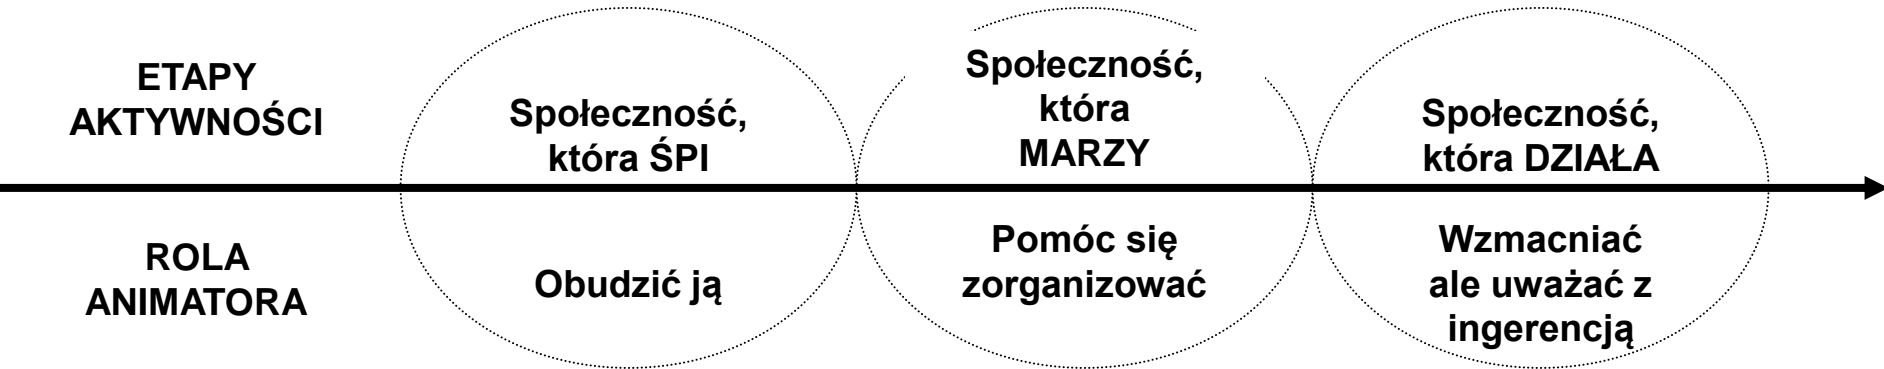 ETAPY
AKTYWNOŚCI
Społeczność,
która ŚPI
Społeczność,
która
MARZY
Społeczność,
która DZIAŁA
ROLA
ANIMATORA
Obudzić ją
Pomóc się
zorganizować
Wzmacniać
ale uważać z
ingerencją